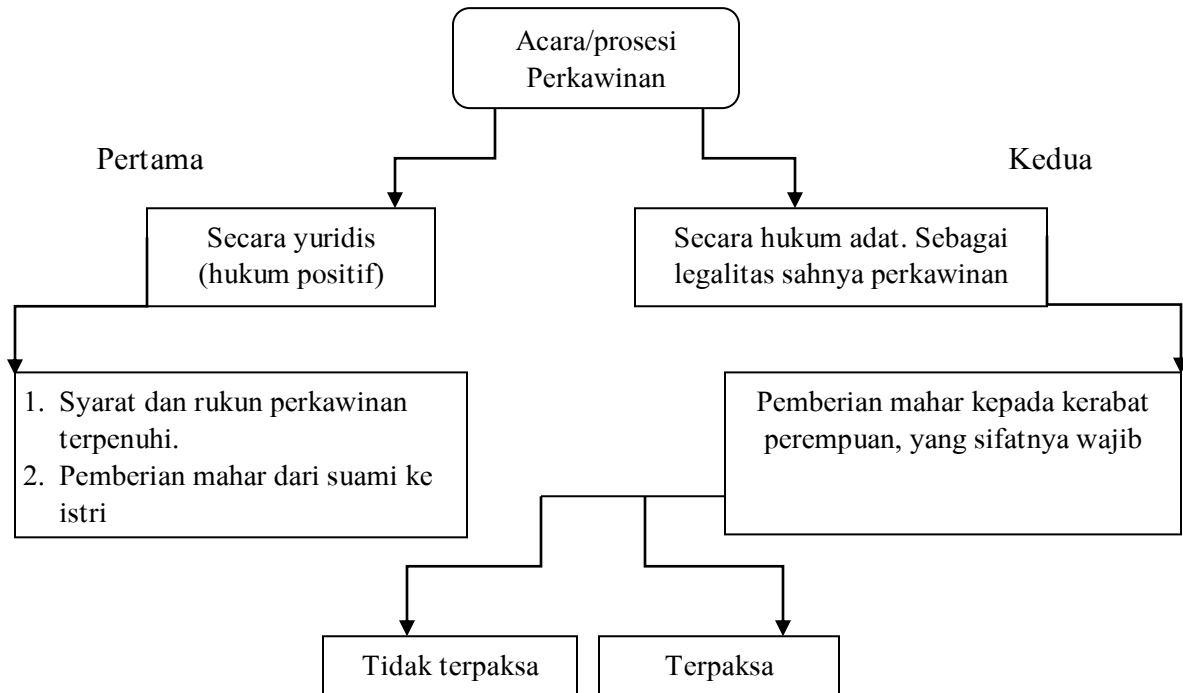 Acara/prosesi
Perkawinan
Pertama
Kedua
Secara yuridis
(hukum positif)
Secara hukum adat. Sebagai
legalitas sahnya perkawinan
1. Syarat dan rukun perkawinan
terpenuhi.
2. Pemberian mahar dari suami ke
istri
Pemberian mahar kepada kerabat
perempuan, yang sifatnya wajib
Tidak terpaksa
Terpaksa